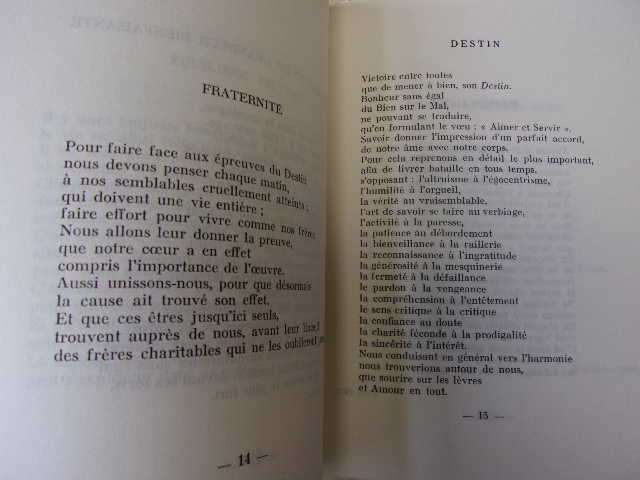 FRATERNITÉ
Pour faire face aux épreuves du Destin
nous devons penser chaque matin,
à nos semblables cruellement atteints ;
qui doivent une vie entière ;
faire effort pour vivre comme nos frères.
Nous allons leur donner la preuve,
que notre cœur a en effet
compris l'importance de l'œuvre.
Aussi unissons-nous, pour que désormais
la cause ait trouvé son effet.
Et que ces êtres jusqu'ici seuls,
trouvent auprès de nous, avant leur
des frères charitables qui ne les
— 14 —
DESTIN
Victoire entre toutes
que de mener à bien, son Destin.
Bonheur sans égal
du Bien sur le Mal,
ne pouvant se traduire,
qu'en formulant le vœu : « Aimer et Servir ».
Savoir donner l'impression d'un parfait accord,
de notre âme avec notre corps.
Pour cela reprenons en détail le plus important,
afin de livrer bataille en tous temps,
s'opposant : l'altruisme à l'égocentrisme,
l'humilité à l'orgueil,
la vérité au vraisemblable,
l'art de savoir se faire au verbiage,
l'activité à la paresse,
la patience au débordement
la bienveillance à la raillerie
la reconnaissance à l'ingratitude
la générosité à la mesquinerie
la fermeté à la défaillance
le pardon à la vengeance
la compréhension à l'entêtement
le sens critique à la critique
la confiance au doute
la charité féconde à la prodigalité
la sincérité à l'intérêt.
Nous conduisant en général vers l'harmonie
nous trouverions autour de nous,
que sourire sur les lèvres
et Amour en tout.
— 15 —